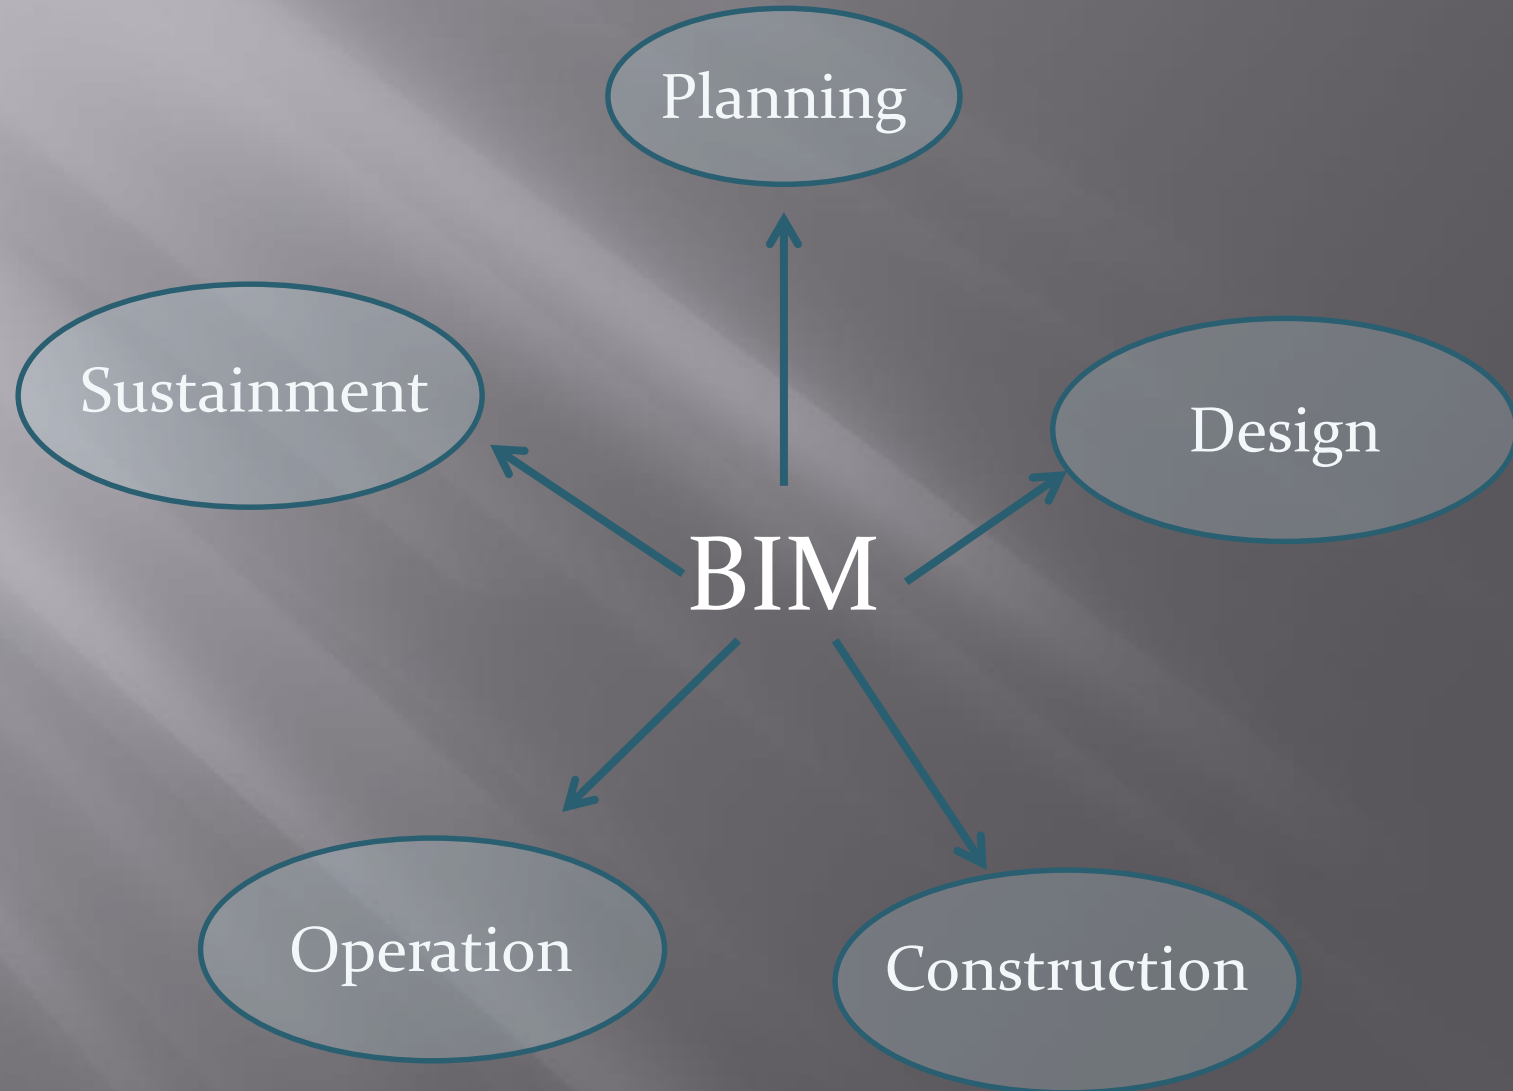 Planning
Sustainment
Design
BIM
Operation
Construction